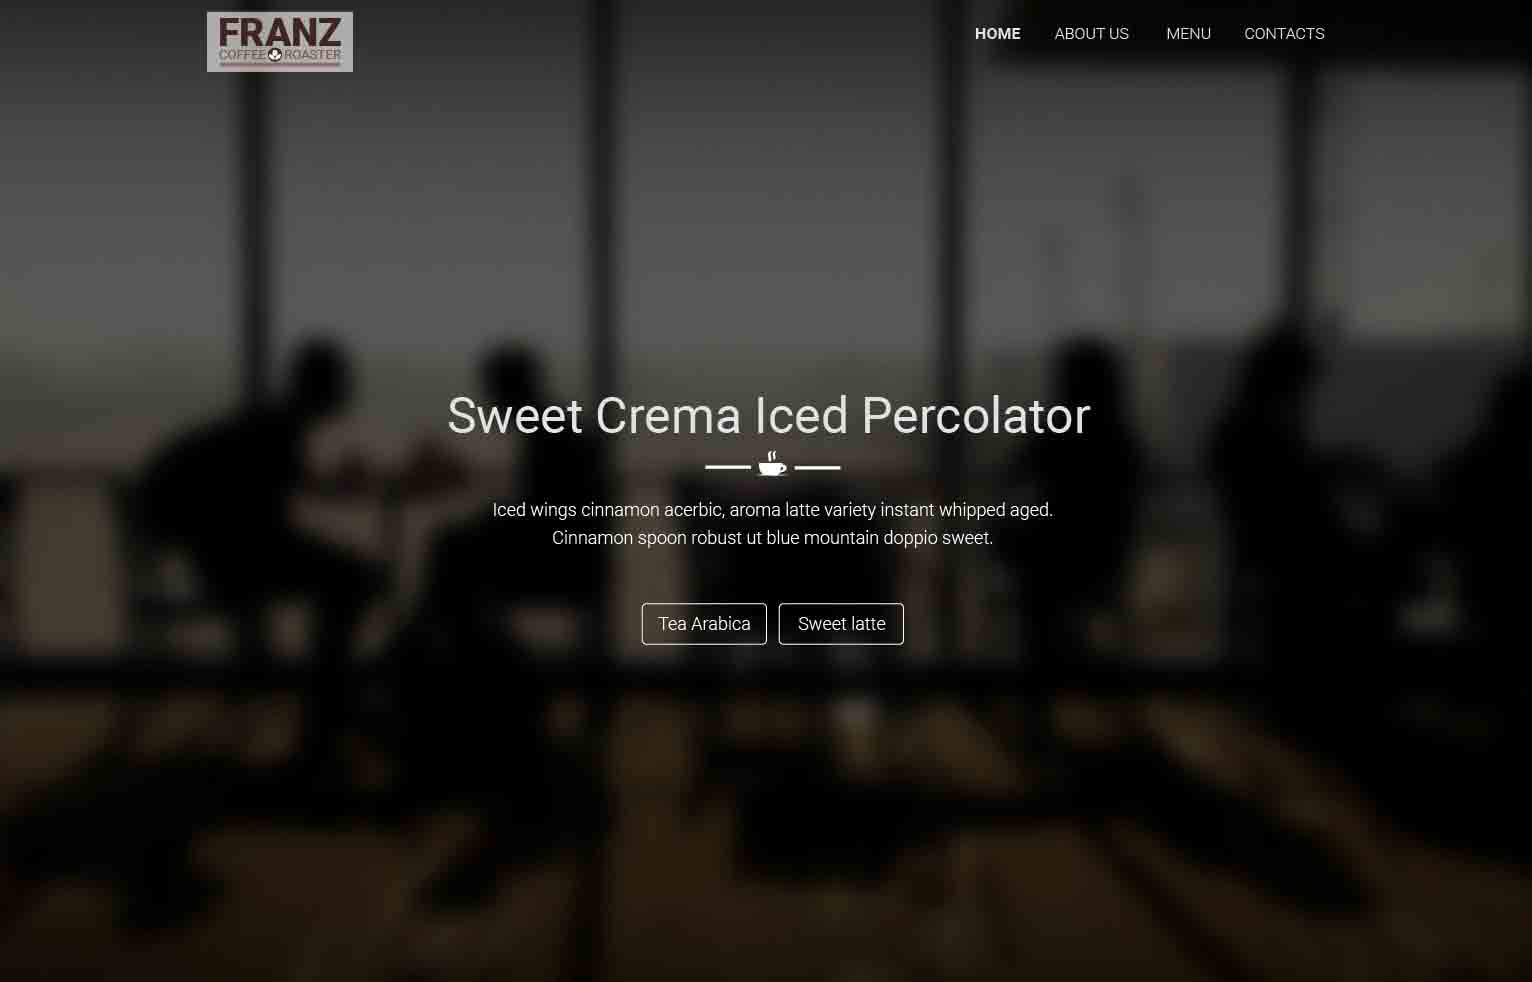 FRANZ
COFFEE ROASTER
HOME ABOUT US MENU CONTACTS
Sweet Crema Iced Percolator
Iced wings cinnamon acerbic, aroma latte variety instant whipped aged.
Cinnamon spoon robust ut blue mountain doppio sweet.
Tea Arabica Sweet latte